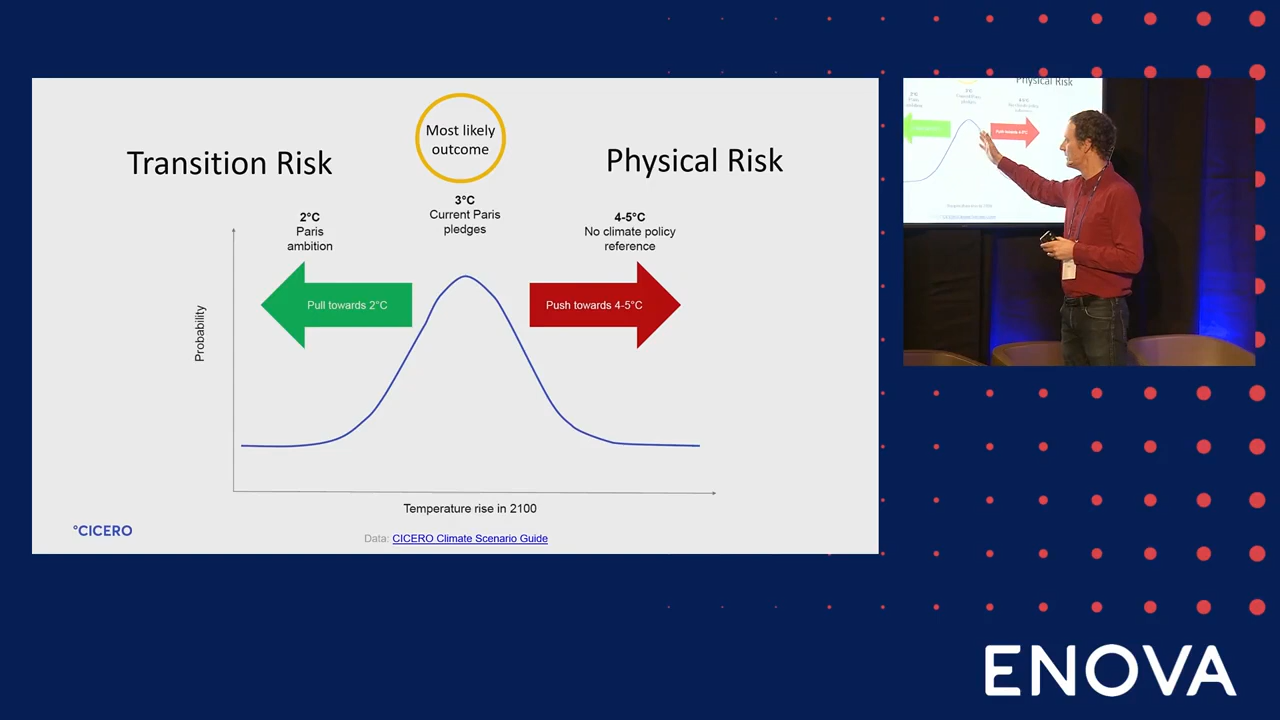 Most likely
outcome
Transition Risk
Physical Risk
3°C
Current Paris
pledges
2°C
Paris
ambition
4-5°C
No climate policy
reference
Pull towards 2°C
Push towards 4-5°C
Probability
Temperature rise in 2100
°CICERO
Data: CICERO Climate Scenario Guide
Physical Risk
ENOVA